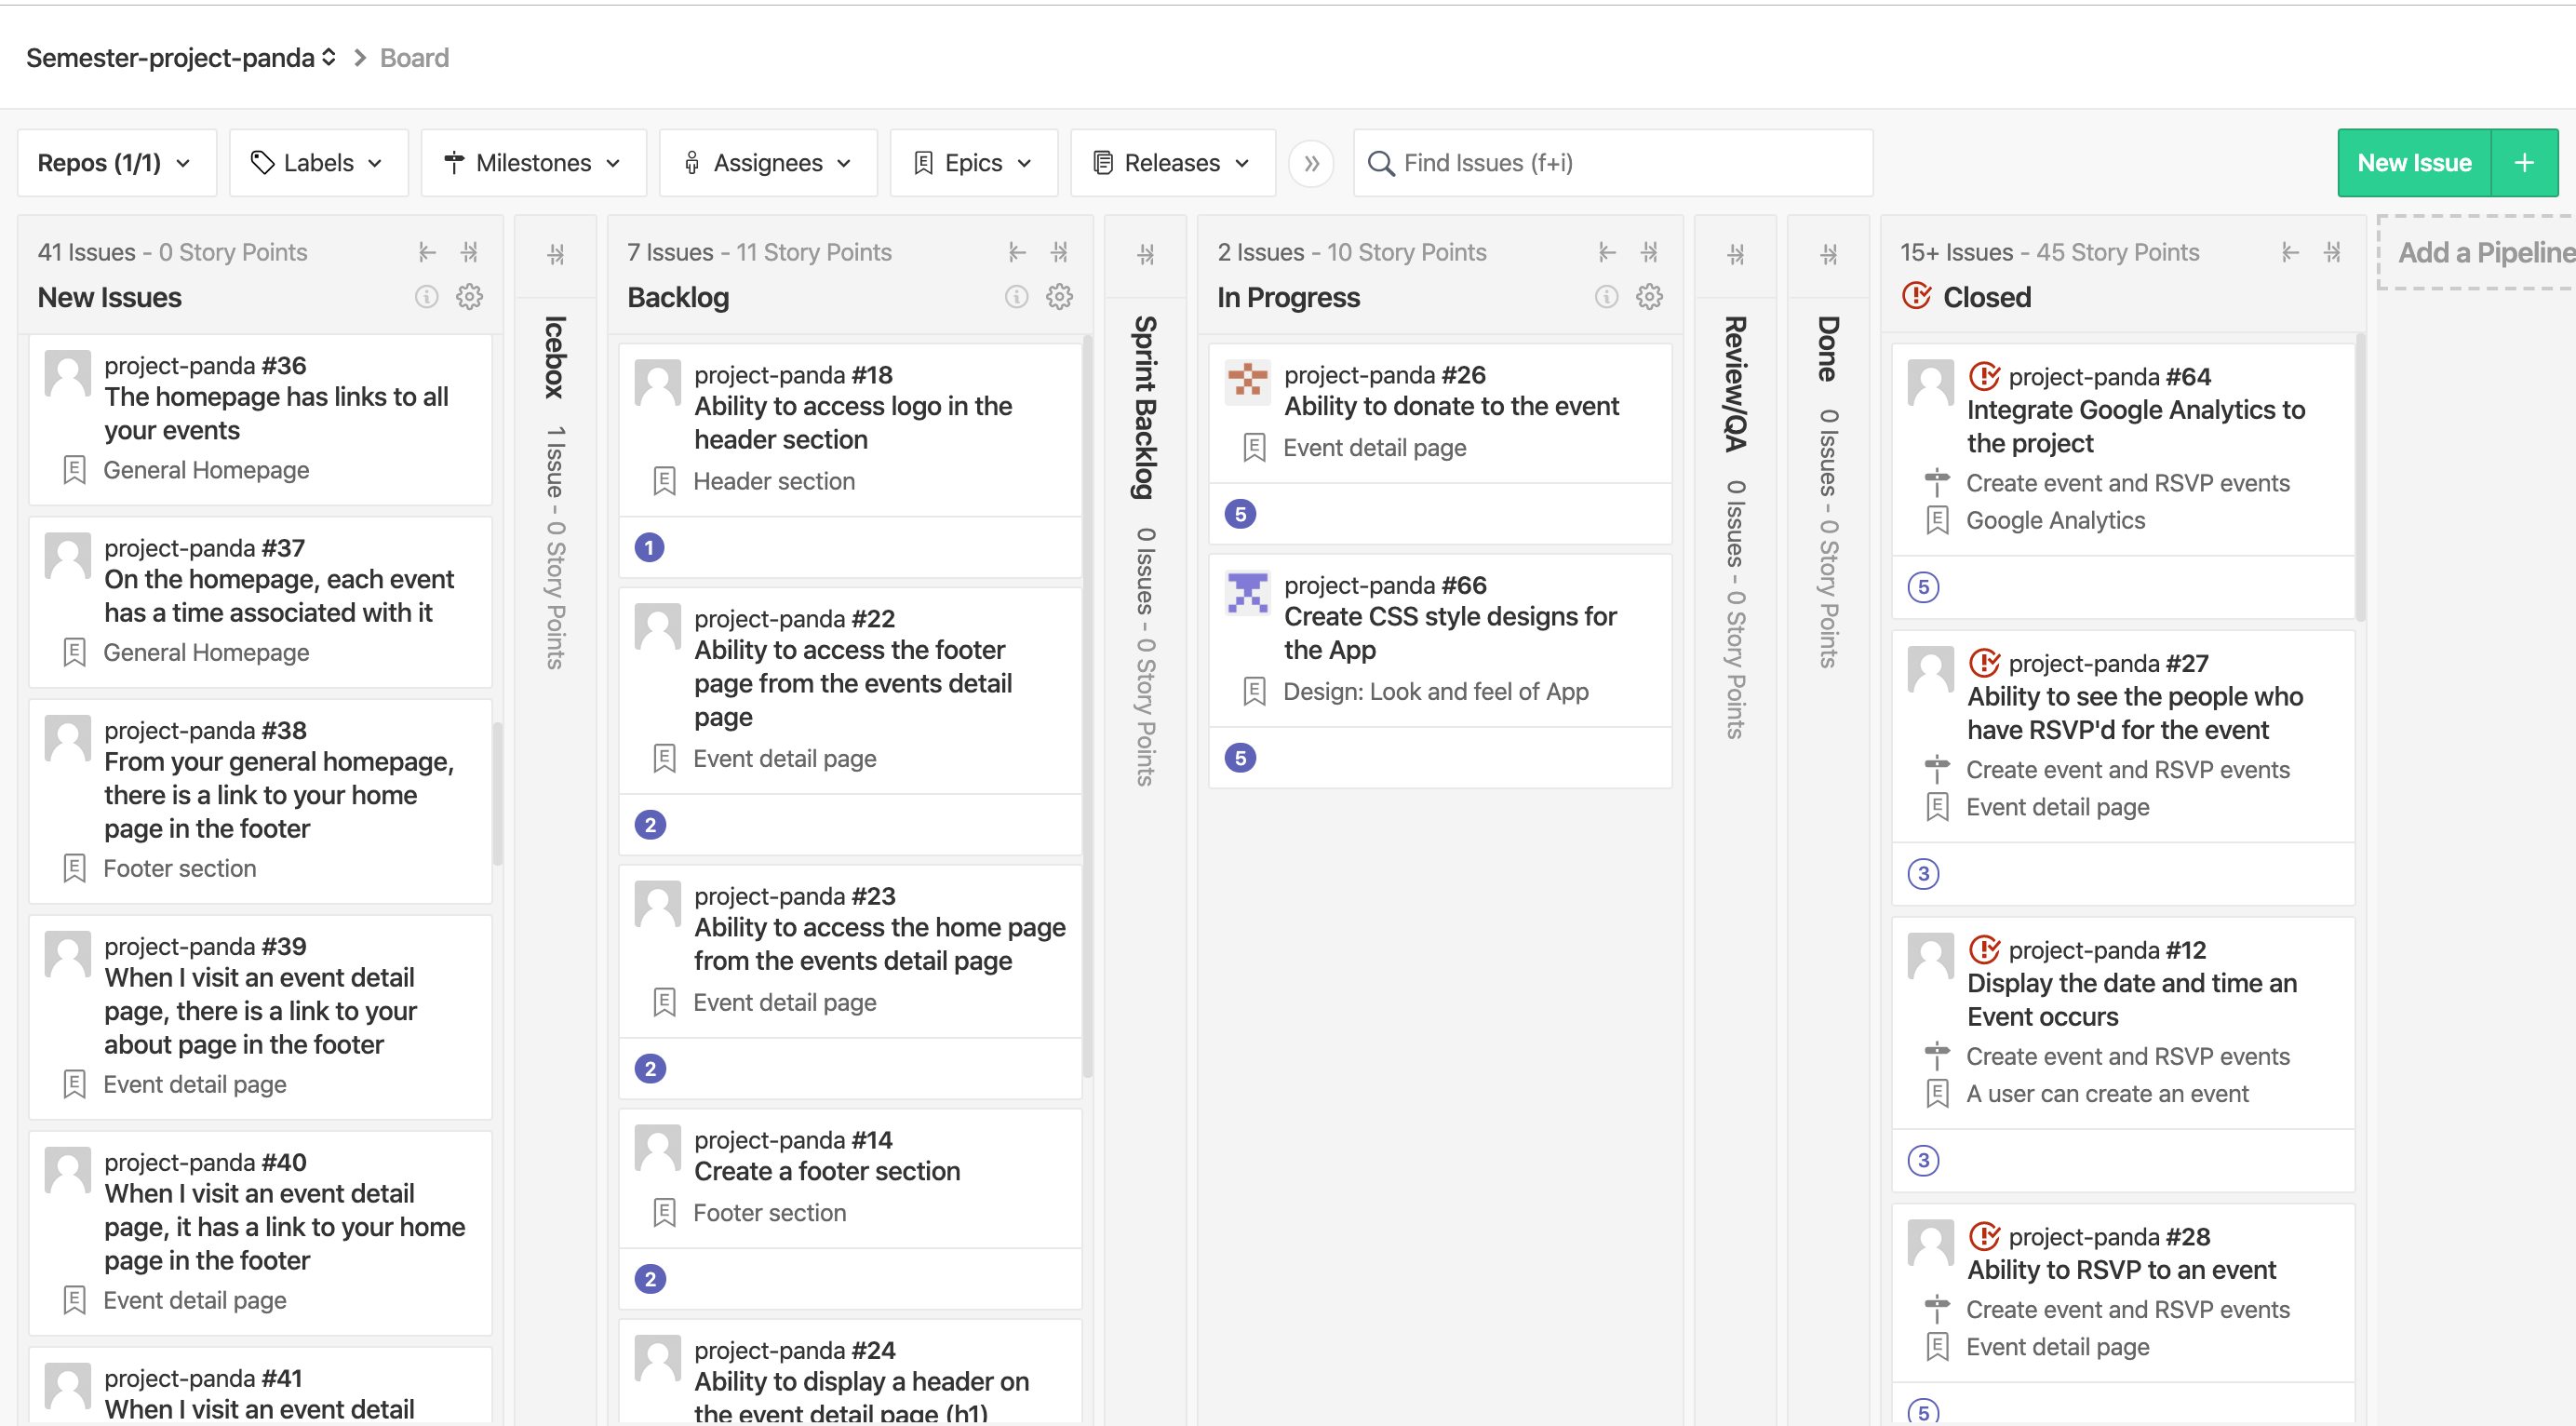 Semester-project-panda > Board
Repos (1/1)
Labels
Milestones
Assignees
Epics
Releases
Find Issues (f+i)
New Issue
+
41 Issues - 0 Story Points
New Issues
project-panda #36
The homepage has links to all
your events
General Homepage
project-panda #37
On the homepage, each event
has a time associated with it
General Homepage
project-panda #38
From your general homepage,
there is a link to your home
page in the footer
Footer section
project-panda #39
When I visit an event detail
page, there is a link to your
about page in the footer
Event detail page
project-panda #40
When I visit an event detail
page, it has a link to your home
page in the footer
Event detail page
project-panda #41
When I visit an event detail
Icebox 1 Issue - 0 Story Points
7 Issues - 11 Story Points
Backlog
project-panda #18
Ability to access logo in the
header section
Header section
1
project-panda #22
Ability to access the footer
page from the events detail
page
Event detail page
2
project-panda #23
Ability to access the home page
from the events detail page
Event detail page
2
project-panda #14
Create a footer section
Footer section
2
project-panda #24
Ability to display a header on
the event detail page (h1)
Sprint Backlog 0 Issues - 0 Story Points
2 Issues - 10 Story Points
In Progress
project-panda #26
Ability to donate to the event
Event detail page
5
project-panda #66
Create CSS style designs for
the App
Design: Look and feel of App
5
Review/QA 0 Issues - 0 Story Points
Done 0 Issues - 0 Story Points
15+ Issues - 45 Story Points
Closed
project-panda #64
Integrate Google Analytics to
the project
Create event and RSVP events
Google Analytics
5
project-panda #27
Ability to see the people who
have RSVP'd for the event
Create event and RSVP events
Event detail page
3
project-panda #12
Display the date and time an
Event occurs
Create event and RSVP events
A user can create an event
3
project-panda #28
Ability to RSVP to an event
Create event and RSVP events
Event detail page
5
Add a Pipeline